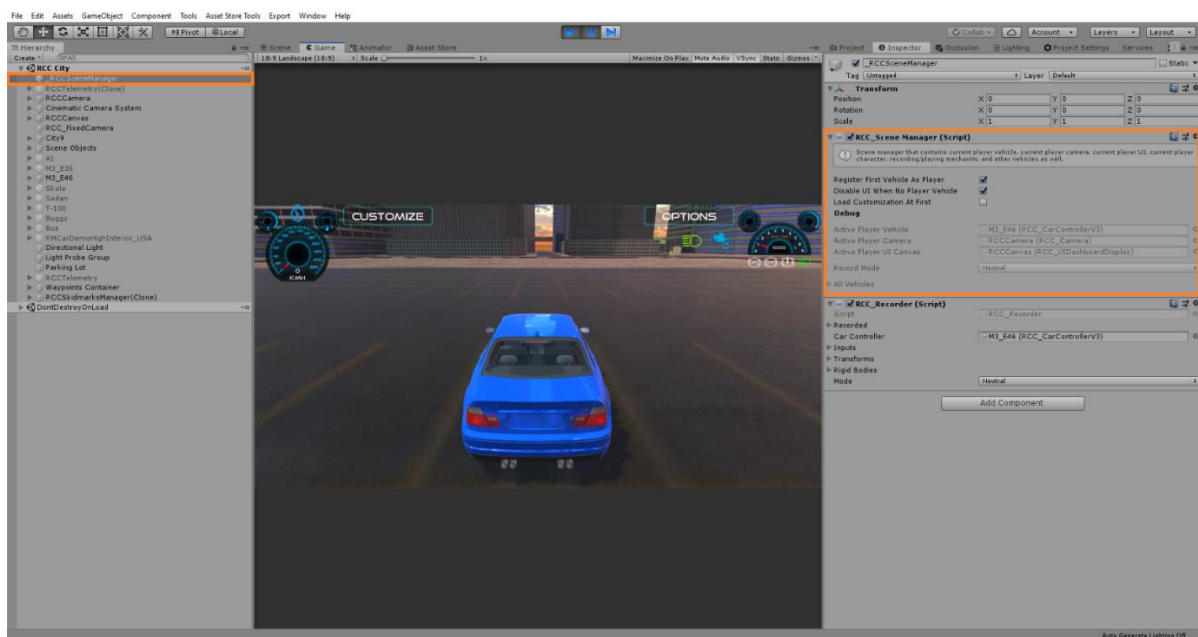 File Edit Assets GameObject Component Tools Asset Store Tools Export Window Help
Pivot Local Collab Account Layers Layout
Hierarchy
Create All
RCC City
_RCCSceneManager
RCCTelemetry(Clone)
RCCCamera
Cinematic Camera System
RCCCanvas
RCC_FixedCamera
City9
Scene Objects
AI
M3_E36
M3_E46
Skala
Sedan
T-100
Buggy
Bus
RMCarDemoHighInterior_USA
Directional Light
Light Probe Group
Parking Lot
RCCTelemetry
Waypoints Container
RCCSkidmarksManager(Clone)
DontDestroyOnLoad
Scene Game Animator Asset Store
18:9 Landscape (18:9) Scale 1x Maximize On Play Mute Audio VSync Stats Gizmos
CUSTOMIZE
OPTIONS
0
KMH
1000
Project Inspector Occlusion Lighting Project Settings Services
_RCCSceneManager Static
Tag Untagged Layer Default
Transform
Position X 0 Y 0 Z 0
Rotation X 0 Y 0 Z 0
Scale X 1 Y 1 Z 1
RCC_Scene Manager (Script)
Scene manager that contains current player vehicle, current player camera, current player UI, current player
character, recording/playing mechanim, and other vehicles as well.
Register First Vehicle As Player
Disable UI When No Player Vehicle
Load Customization At First
Debug
Active Player Vehicle M3_E46 (RCC_CarControllerV3)
Active Player Camera RCCCamera (RCC_Camera)
Active Player UI Canvas RCCCanvas (RCC_UIDashboardDisplay)
Record Mode Neutral
All Vehicles
RCC_Recorder (Script)
Script RCC_Recorder
Recorded
Car Controller M3_E46 (RCC_CarControllerV3)
Inputs
Transforms
Rigid Bodies
Mode Neutral
Add Component
Auto Generate Lighting Off